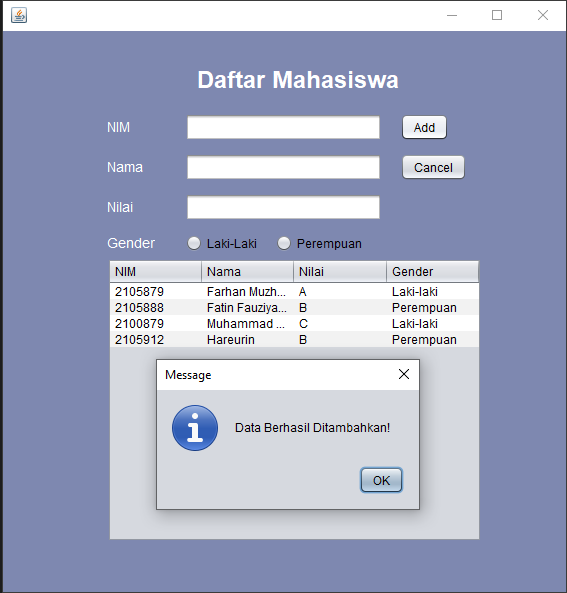 Daftar Mahasiswa
NIM Add
Nama Cancel
Nilai
Gender Laki-Laki Perempuan
NIM Nama Nilai Gender
2105879 Farhan Muzh... A Laki-laki
2105888 Fatin Fauziya... B Perempuan
2100879 Muhammad ... C Laki-laki
2105912 Hareurin B Perempuan
Message
Data Berhasil Ditambahkan!
OK